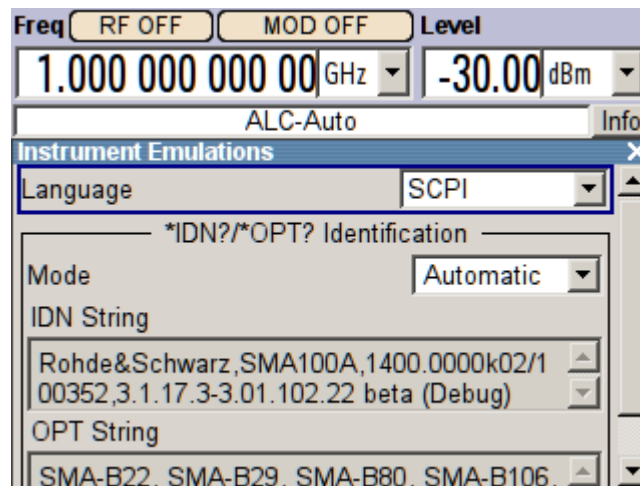 Freq RF OFF MOD OFF Level
1.000 000 000 00 GHz -30.00 dBm
ALC-Auto Info
Instrument Emulations
Language SCPI
*IDN?/*OPT? Identification
Mode Automatic
IDN String
Rohde&Schwarz,SMA100A,1400.0000k02/1
00352,3.1.17.3-3.01.102.22 beta (Debug)
OPT String
SMA-B22, SMA-B29, SMA-B80, SMA-B106,